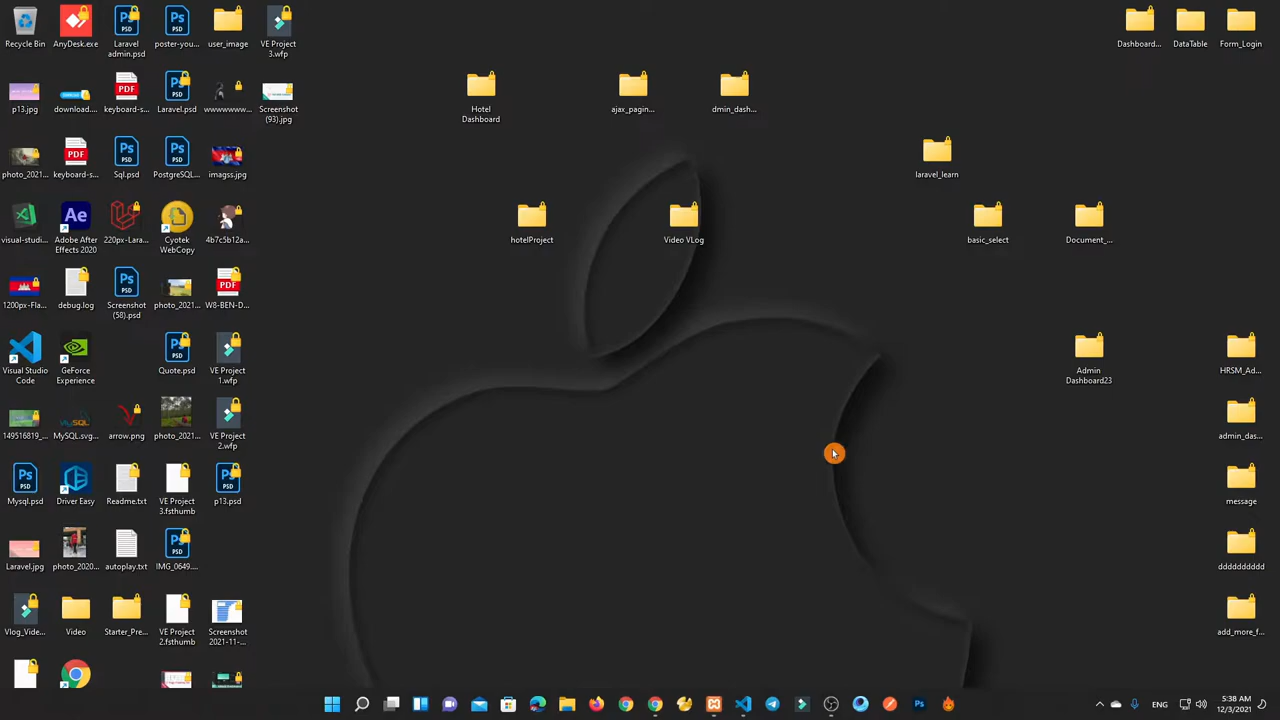 Recycle Bin
AnyDesk.exe
Laravel
admin.psd
poster-you...
user_image
VE Project
3.wfp
Dashboard...
DataTable
Form_Login
p13.jpg
download....
keyboard-s...
Laravel.psd
wwwwwww...
Screenshot
(93).jpg
Hotel
Dashboard
ajax_pagin...
dmin_dash...
photo_2021...
keyboard-s...
Sql.psd
PostgreSQL...
imagss.jpg
laravel_learn
visual-studi...
Adobe After
Effects 2020
220px-Lara...
Cyotek
WebCopy
4b7c5b12a...
hotelProject
Video VLog
basic_select
Document_...
1200px-Fla...
debug.log
Screenshot
(58).psd
photo_2021...
W8-BEN-D...
Visual Studio
Code
GeForce
Experience
Quote.psd
VE Project
1.wfp
Admin
Dashboard23
HRSM_Ad...
149516819_...
MySQL.svg...
arrow.png
photo_2021...
VE Project
2.wfp
admin_das...
Mysql.psd
Driver Easy
Readme.txt
VE Project
3.fsthumb
p13.psd
message
Laravel.jpg
photo_2020...
autoplay.txt
IMG_0649....
dddddddddd
Vlog_Vide...
Video
Starter_Pre...
VE Project
2.fsthumb
Screenshot
2021-11-...
add_more_f...
5:38 AM
12/3/2021